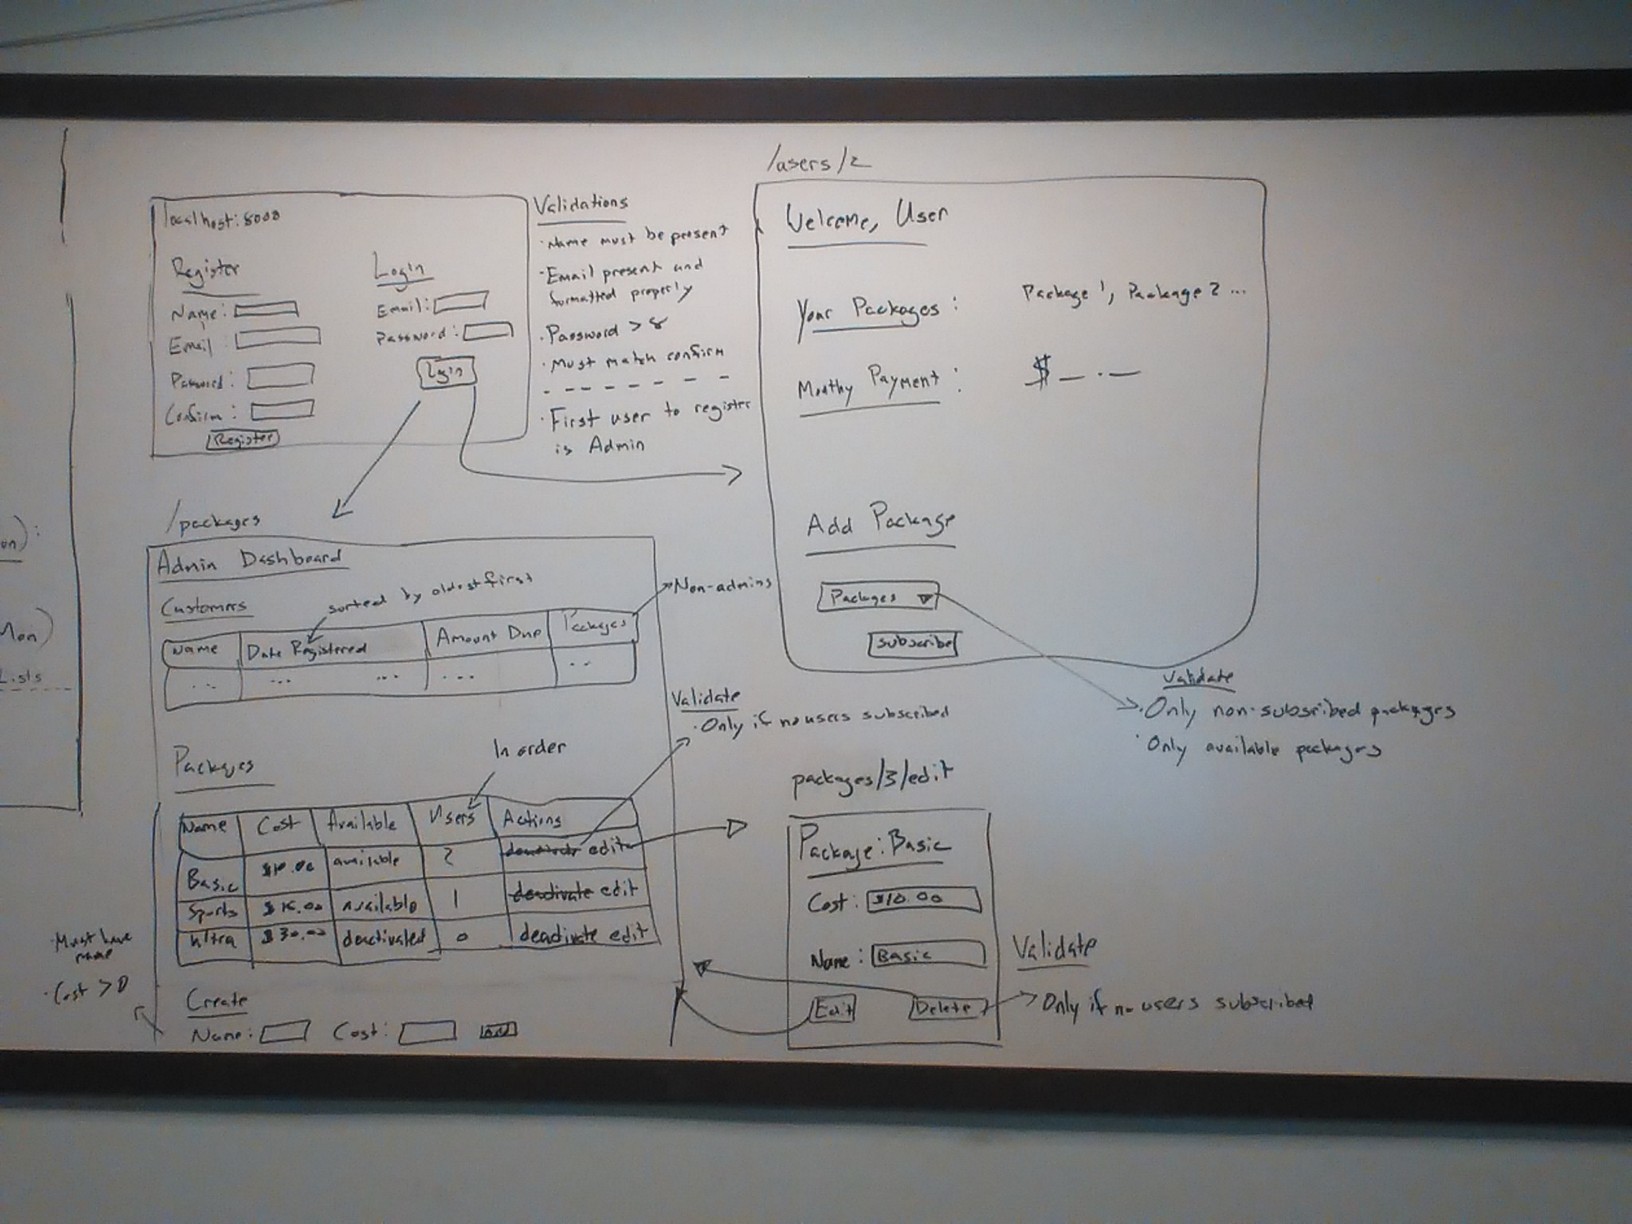 localhost:8000
Register
Name:
Email:
Password:
Confirm:
Register
Login
Email:
Password:
Login
Validations
· Name must be present
· Email present and
formatted properly
· Password > 8
· Must match confirm
- - - - - - -
· First user to register
is Admin
/users/2
Welcome, User
Your Packages:
Package 1, Package 2 ...
Monthy Payment:
$_._
Add Package
Packages
Subscribe
Validate
· Only non-subscribed packages
· Only available packages
/packages
Admin Dashboard
Customers
sorted by oldest first
Non-admins
Name Date Registered Amount Due Packages
... ... ... ... ..
Validate
· Only if no users subscribed
Packages
In order
Name Cost Available Users Actions
Basic $10.00 available 2 deactivate edit
Sports $15.00 available 1 deactivate edit
Ultra $30.00 deactivated 0 deactivate edit
· Must have
name
· Cost > 0
Create
Name: Cost: Add
packages/3/edit
Package: Basic
Cost: $10.00
Name: Basic
Edit Delete
Validate
Only if no users subscribed
on):
Mon)
Lists